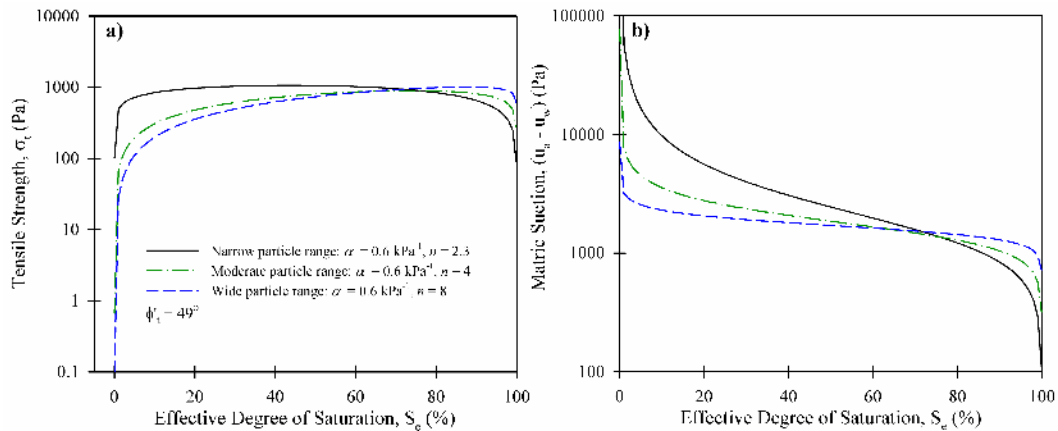 a)
10000
1000
100
10
1
0.1
Tensile Strength, σt (Pa)
Narrow particle range: α = 0.6 kPa⁻¹, n = 2.3
Moderate particle range: α = 0.6 kPa⁻¹, n = 4
Wide particle range: α = 0.6 kPa⁻¹, n = 8
ϕ't = 49°
0 20 40 60 80 100
Effective Degree of Saturation, Se (%)
b)
100000
10000
1000
100
Matric Suction, (ua - uw) (Pa)
0 20 40 60 80 100
Effective Degree of Saturation, Se (%)